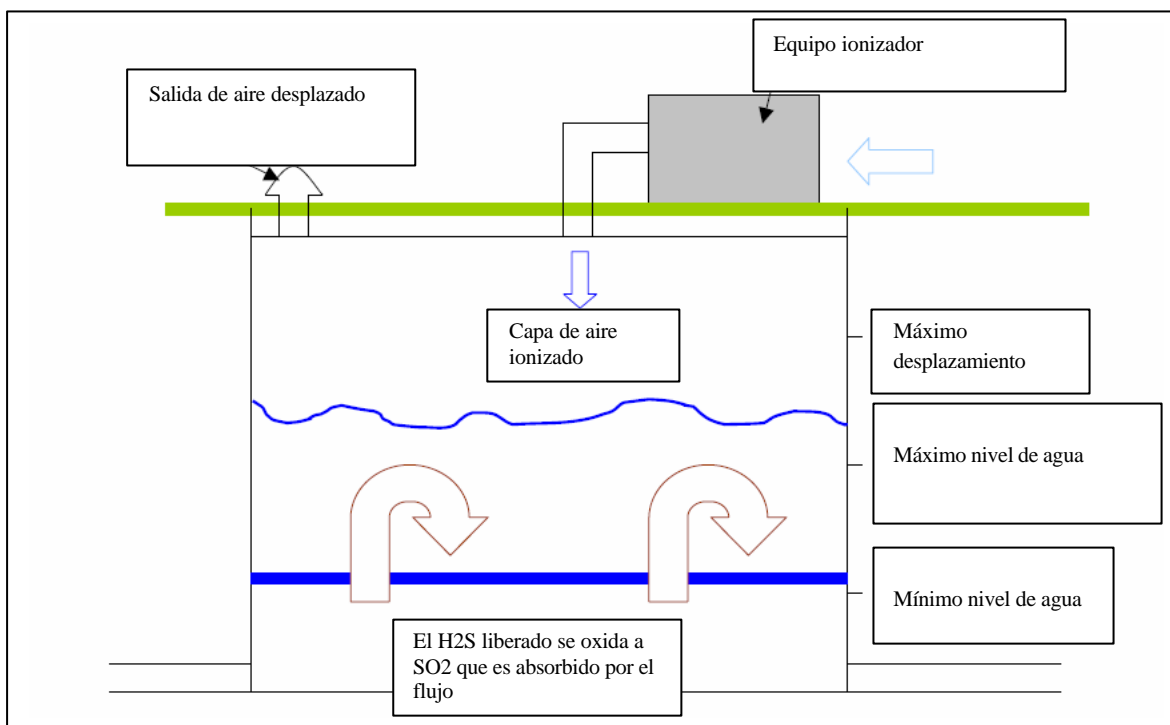 Equipo ionizador
Salida de aire desplazado
Capa de aire
ionizado
Máximo
desplazamiento
Máximo nivel de agua
Mínimo nivel de agua
El H2S liberado se oxida a
SO2 que es absorbido por el
flujo